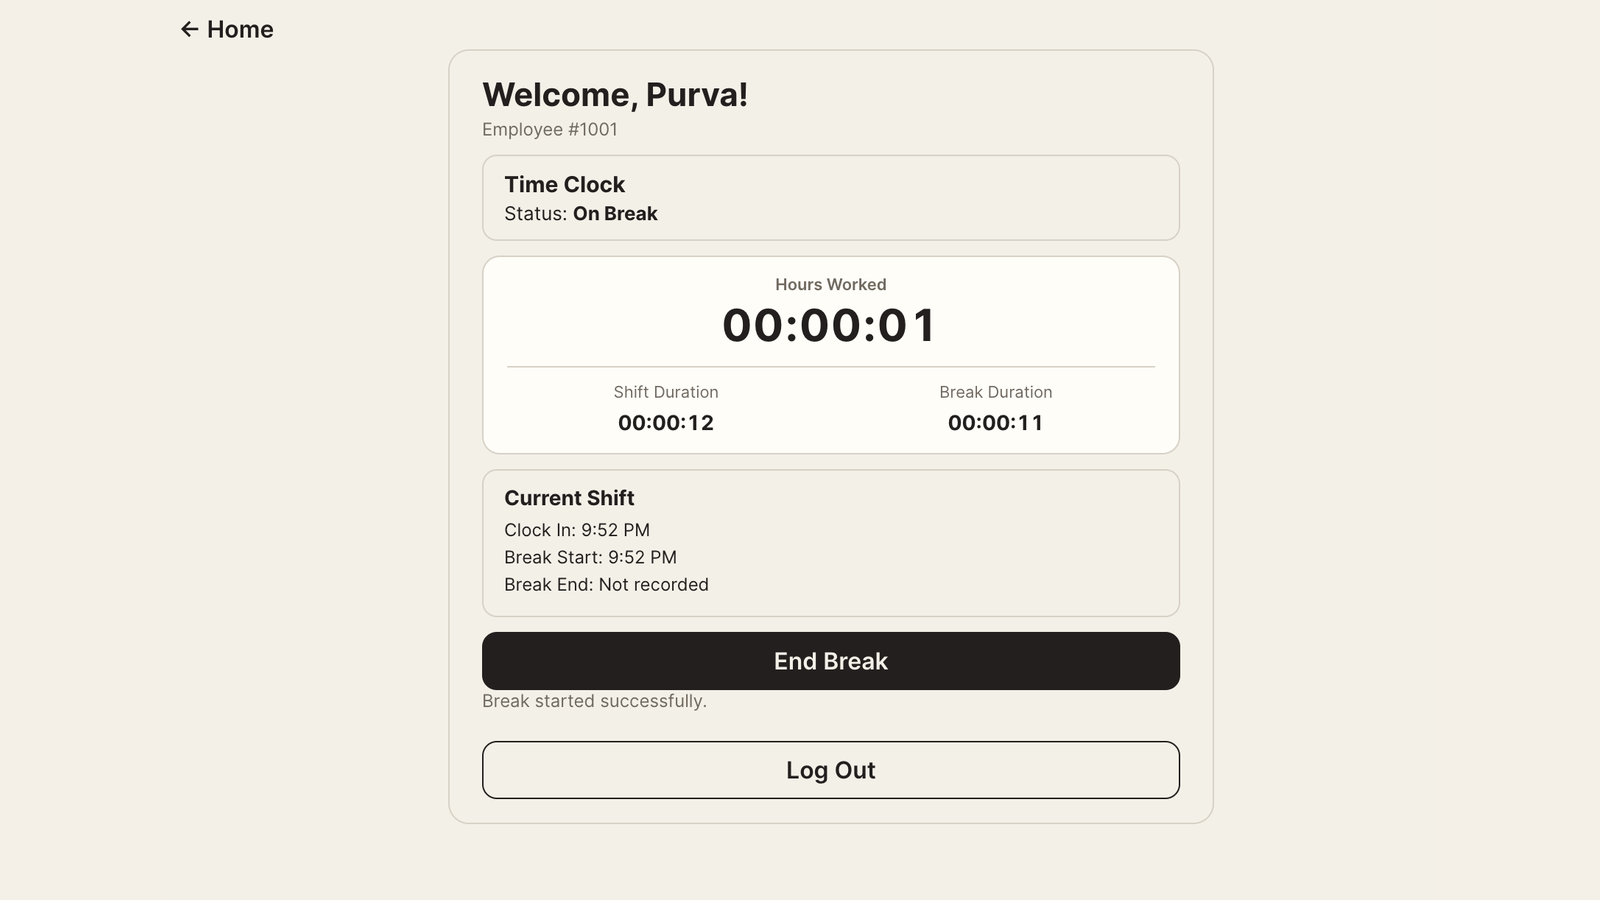 ← Home
Welcome, Purva!
Employee #1001
Time Clock
Status: On Break
Hours Worked
00:00:01
Shift Duration
00:00:12
Break Duration
00:00:11
Current Shift
Clock In: 9:52 PM
Break Start: 9:52 PM
Break End: Not recorded
End Break
Break started successfully.
Log Out